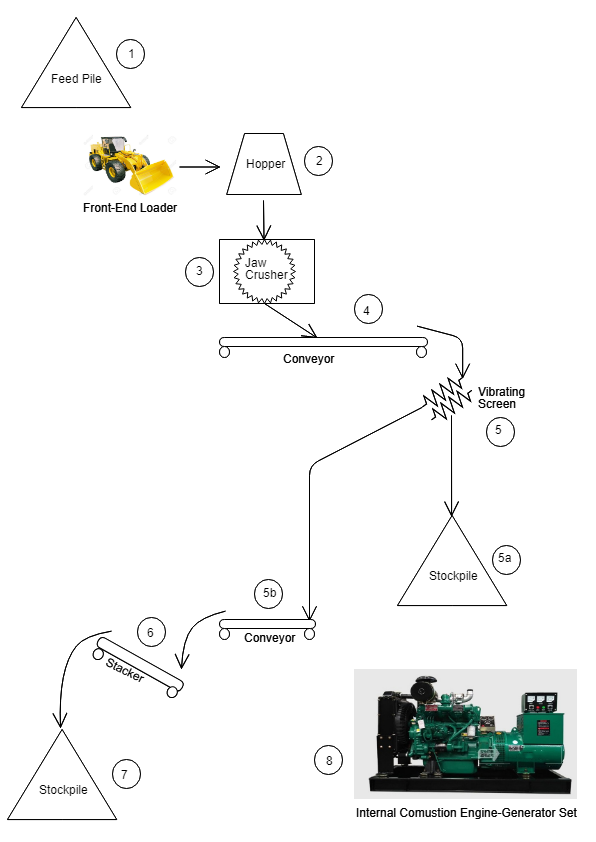 1
Feed Pile
Hopper
2
Front-End Loader
3
Jaw
Crusher
4
Conveyor
Vibrating
Screen
5
5a
Stockpile
5b
Conveyor
6
Stacker
7
Stockpile
8
Internal Comustion Engine-Generator Set